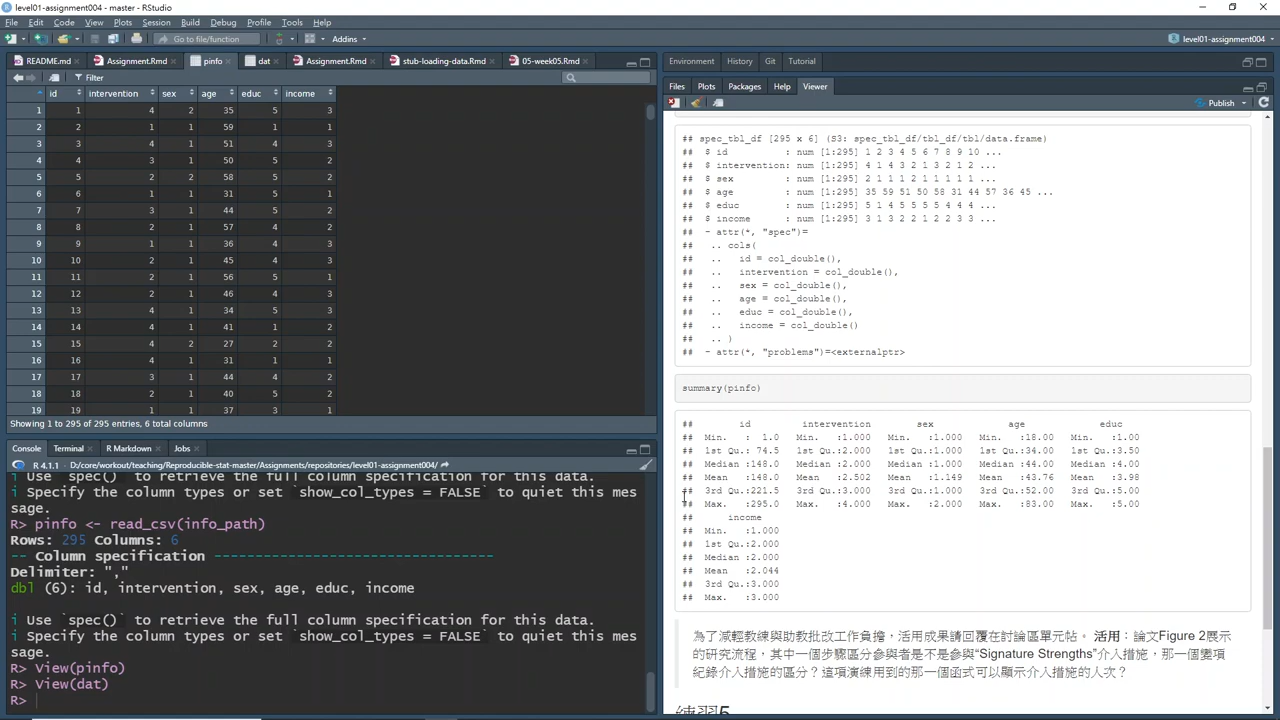 level01-assignment004 - master - RStudio
File Edit Code View Plots Session Build Debug Profile Tools Help
Go to file/function Addins level01-assignment004
README.md Assignment.Rmd pinfo dat Assignment.Rmd stub-loading-data.Rmd 05-week05.Rmd
Filter
id intervention sex age educ income
1 1 4 2 35 5 3
2 2 1 1 59 1 1
3 3 4 1 51 4 3
4 4 3 1 50 5 2
5 5 2 2 58 5 2
6 6 1 1 31 5 1
7 7 3 1 44 5 2
8 8 2 1 57 4 2
9 9 1 1 36 4 3
10 10 2 1 45 4 3
11 11 2 1 56 5 1
12 12 2 1 46 4 3
13 13 4 1 34 5 3
14 14 4 1 41 1 2
15 15 4 2 27 2 2
16 16 4 1 31 1 1
17 17 3 1 44 4 2
18 18 2 1 40 5 2
19 19 1 1 37 3 1
Showing 1 to 295 of 295 entries, 6 total columns
Console Terminal R Markdown Jobs
R 4.1.1 · D:/core/workout/teaching/Reproducible-stat-master/Assignments/repositories/level01-assignment004/
i Use `spec()` to retrieve the full column specification for this data.
i Specify the column types or set `show_col_types = FALSE` to quiet this mes
sage.
R> pinfo <- read_csv(info_path)
Rows: 295 Columns: 6
-- Column specification --------------------------------
Delimiter: ","
dbl (6): id, intervention, sex, age, educ, income
i Use `spec()` to retrieve the full column specification for this data.
i Specify the column types or set `show_col_types = FALSE` to quiet this mes
sage.
R> View(pinfo)
R> View(dat)
R>
Environment History Git Tutorial
Files Plots Packages Help Viewer
Publish
## spec_tbl_df [295 x 6] (S3: spec_tbl_df/tbl_df/tbl/data.frame)
## $ id : num [1:295] 1 2 3 4 5 6 7 8 9 10 ...
## $ intervention: num [1:295] 4 1 4 3 2 1 3 2 1 2 ...
## $ sex : num [1:295] 2 1 1 1 2 1 1 1 1 1 ...
## $ age : num [1:295] 35 59 51 50 58 31 44 57 36 45 ...
## $ educ : num [1:295] 5 1 4 5 5 5 5 4 4 4 ...
## $ income : num [1:295] 3 1 3 2 2 1 2 2 3 3 ...
## - attr(*, "spec")=
## .. cols(
## .. id = col_double(),
## .. intervention = col_double(),
## .. sex = col_double(),
## .. age = col_double(),
## .. educ = col_double(),
## .. income = col_double()
## .. )
## - attr(*, "problems")=<externalptr>
summary(pinfo)
## id intervention sex age educ
## Min. : 1.0 Min. :1.000 Min. :1.000 Min. :18.00 Min. :1.00
## 1st Qu.: 74.5 1st Qu.:2.000 1st Qu.:1.000 1st Qu.:34.00 1st Qu.:3.50
## Median :148.0 Median :2.000 Median :1.000 Median :44.00 Median :4.00
## Mean :148.0 Mean :2.502 Mean :1.149 Mean :43.76 Mean :3.98
## 3rd Qu.:221.5 3rd Qu.:3.000 3rd Qu.:1.000 3rd Qu.:52.00 3rd Qu.:5.00
## Max. :295.0 Max. :4.000 Max. :2.000 Max. :83.00 Max. :5.00
## income
## Min. :1.000
## 1st Qu.:2.000
## Median :2.000
## Mean :2.044
## 3rd Qu.:3.000
## Max. :3.000
為了減輕教練與助教批改工作負擔，活用成果請回覆在討論區單元帖。 活用：論文Figure 2展示
的研究流程，其中一個步驟區分參與者是不是參與“Signature Strengths”介入措施，那一個變項
紀錄介入措施的區分？這項演練用到的那一個函式可以顯示介入措施的人次？
練習5